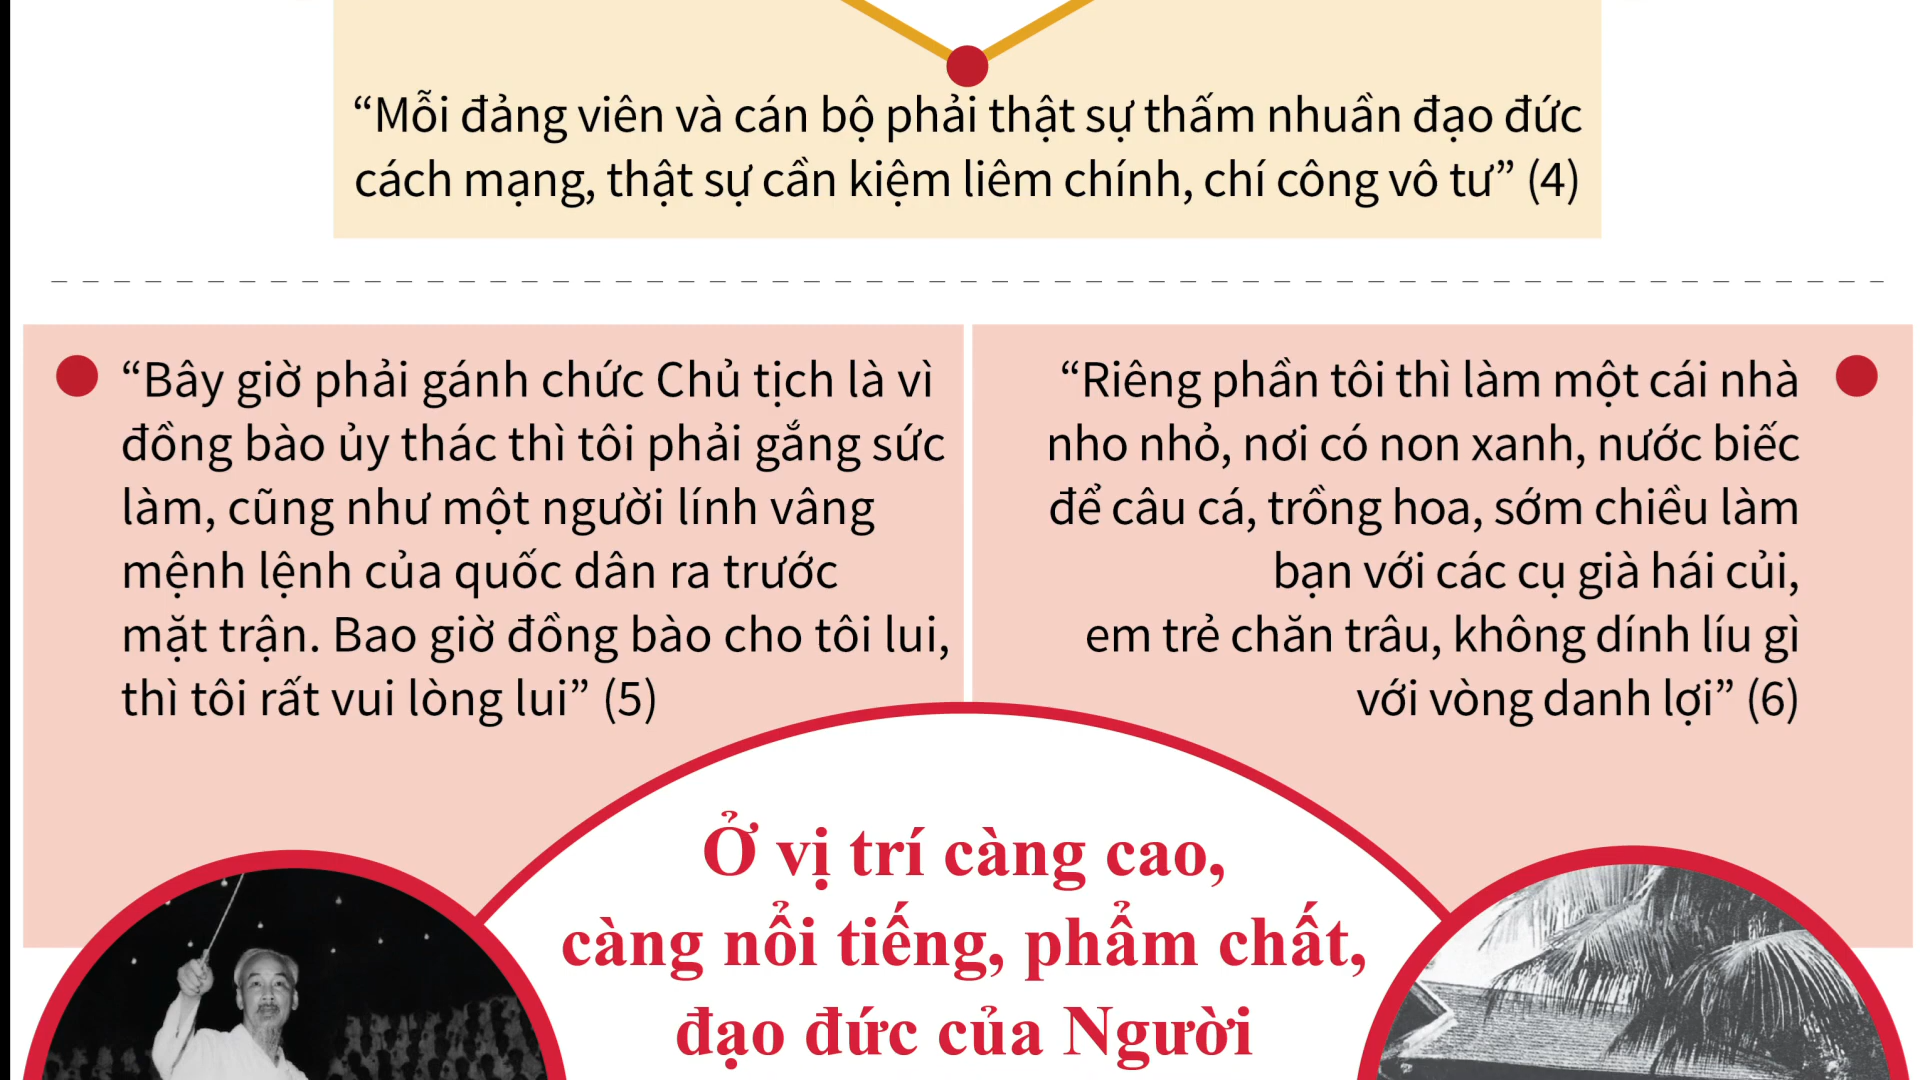 “Mỗi đảng viên và cán bộ phải thật sự thấm nhuần đạo đức
cách mạng, thật sự cần kiệm liêm chính, chí công vô tư” (4)
“Bây giờ phải gánh chức Chủ tịch là vì
đồng bào ủy thác thì tôi phải gắng sức
làm, cũng như một người lính vâng
mệnh lệnh của quốc dân ra trước
mặt trận. Bao giờ đồng bào cho tôi lui,
thì tôi rất vui lòng lui” (5)
“Riêng phần tôi thì làm một cái nhà
nho nhỏ, nơi có non xanh, nước biếc
để câu cá, trồng hoa, sớm chiều làm
bạn với các cụ già hái củi,
em trẻ chăn trâu, không dính líu gì
với vòng danh lợi” (6)
Ở vị trí càng cao,
càng nổi tiếng, phẩm chất,
đạo đức của Người